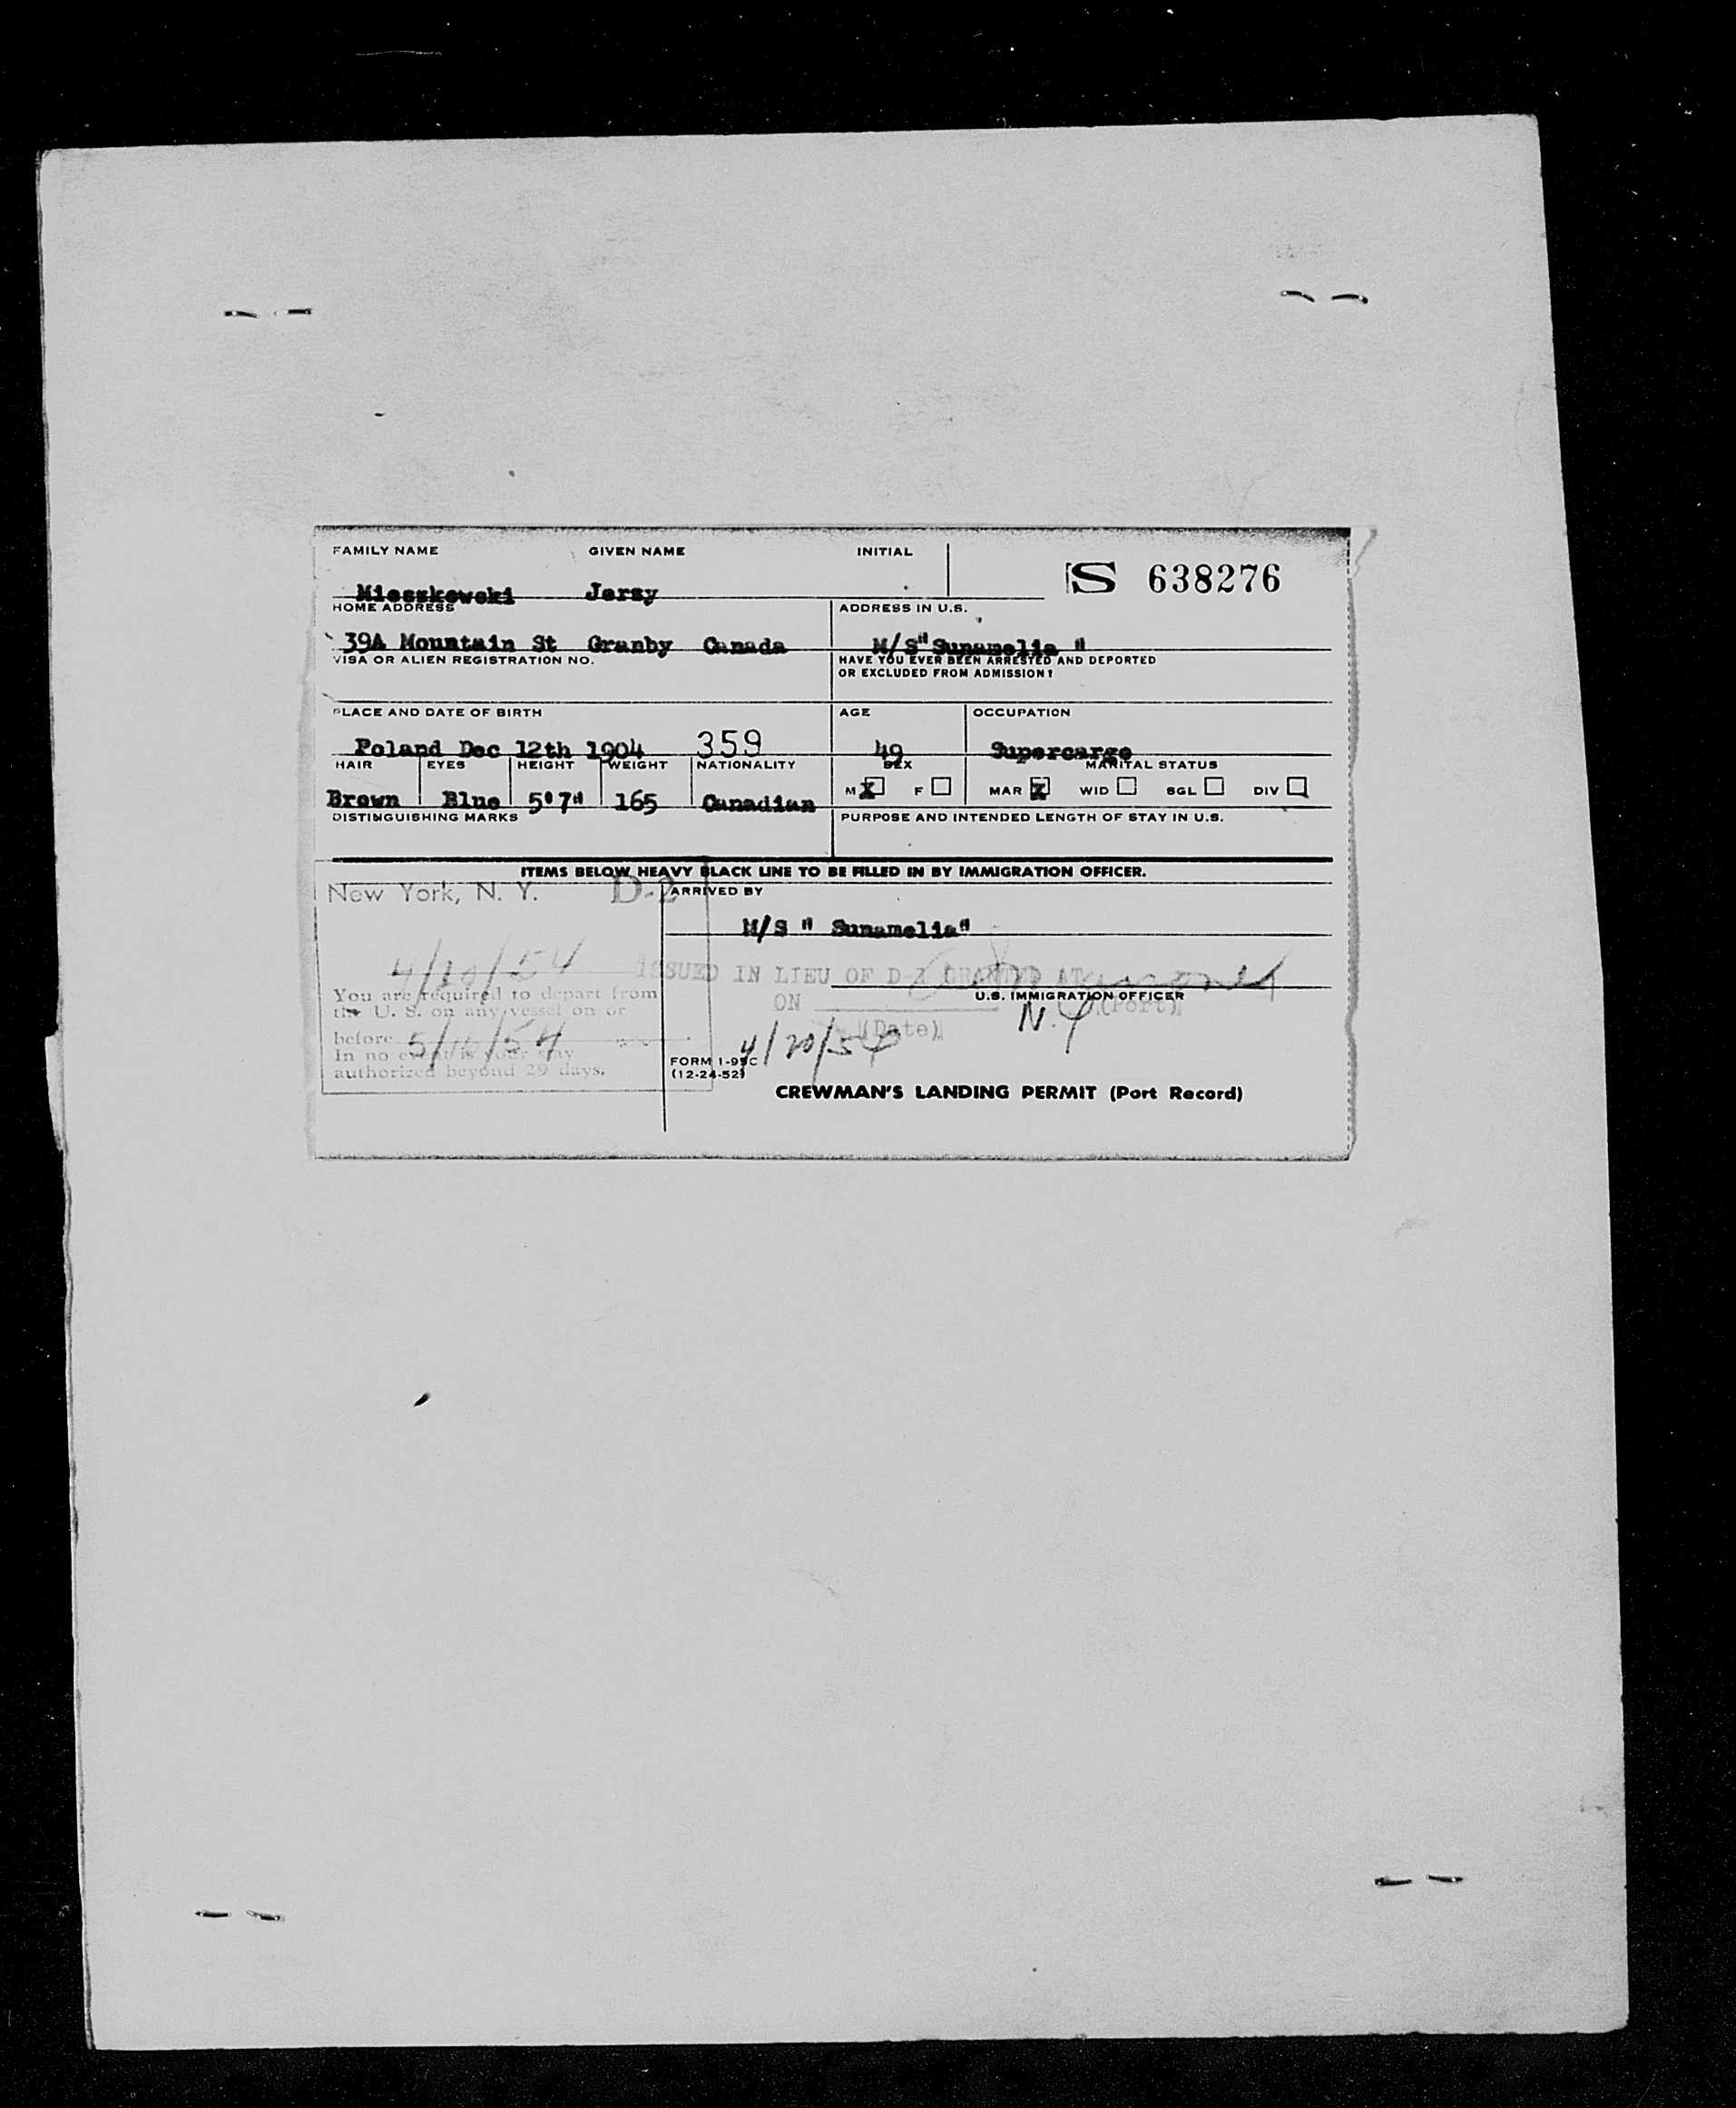 FAMILY NAME GIVEN NAME INITIAL
S 638276
Mieszkowski Jerzy
HOME ADDRESS ADDRESS IN U.S.
39A Mountain St Granby Canada M/S"Sunamelia "
VISA OR ALIEN REGISTRATION NO. HAVE YOU EVER BEEN ARRESTED AND DEPORTED
OR EXCLUDED FROM ADMISSION?
PLACE AND DATE OF BIRTH AGE OCCUPATION
Poland Dec 12th 1904 359 49 Supercargo
HAIR EYES HEIGHT WEIGHT NATIONALITY SEX MARITAL STATUS
Brown Blue 5'7" 165 Canadian M X F MAR X WID SGL DIV
DISTINGUISHING MARKS PURPOSE AND INTENDED LENGTH OF STAY IN U.S.
ITEMS BELOW HEAVY BLACK LINE TO BE FILLED IN BY IMMIGRATION OFFICER.
New York, N. Y. D-2 ARRIVED BY
M/S " Sunamelia"
4/20/54 ISSUED IN LIEU OF D-1 GRANTED AT
You are required to depart from U.S. IMMIGRATION OFFICER
the U. S. on any vessel on or ON N.Y. (Port)
before 5/ /54 4/20/54 (Date)
In no event is your stay FORM I-95C
authorized beyond 29 days. (12-24-52)
CREWMAN'S LANDING PERMIT (Port Record)